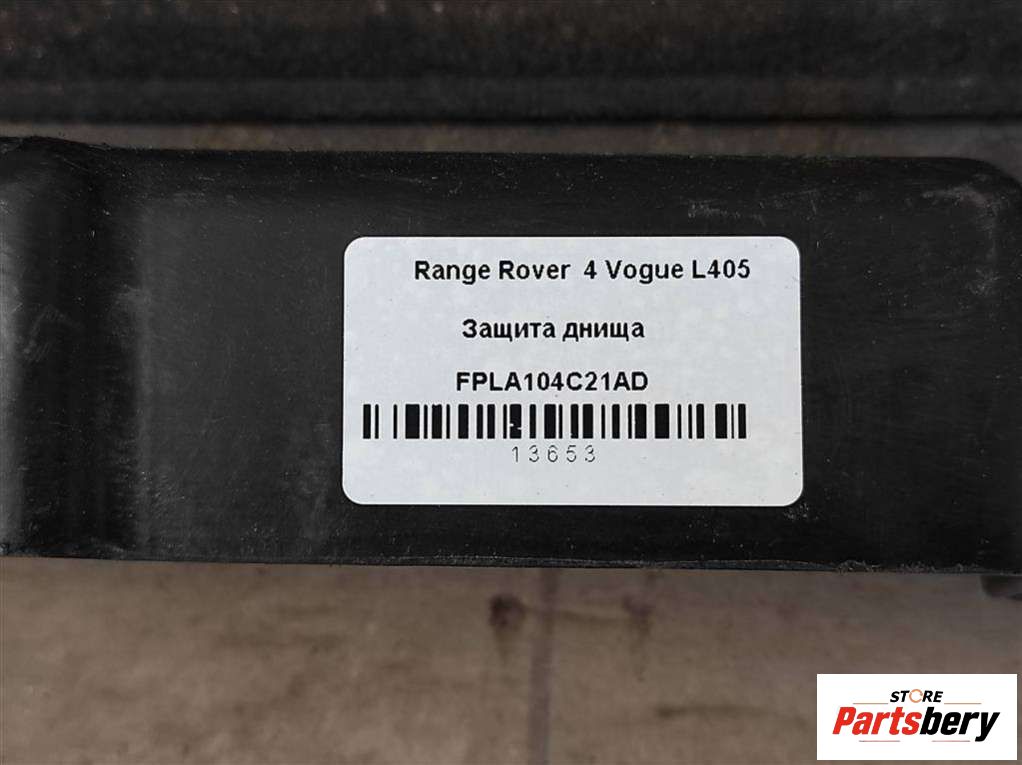 Range Rover 4 Vogue L405
Защита днища
FPLA104C21AD
13653
STORE
Partsbery